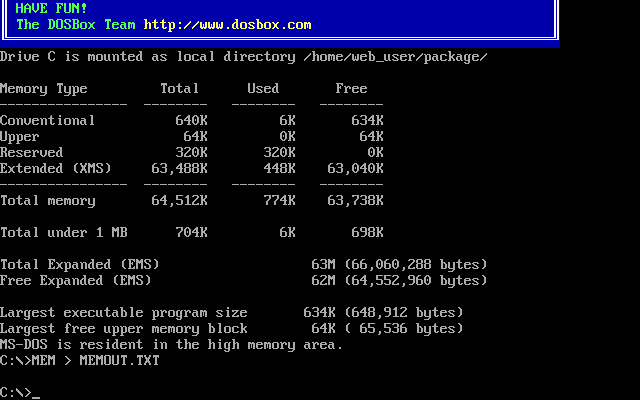 HAVE FUN!
The DOSBox Team http://www.dosbox.com
Drive C is mounted as local directory /home/web_user/package/
Memory Type         Total      Used       Free
----------------  --------   --------   --------
Conventional          640K         6K       634K
Upper                  64K         0K        64K
Reserved              320K       320K         0K
Extended (XMS)     63,488K       448K    63,040K
----------------  --------   --------   --------
Total memory       64,512K       774K    63,738K
Total under 1 MB      704K         6K       698K
Total Expanded (EMS)                   63M (66,060,288 bytes)
Free Expanded (EMS)                    62M (64,552,960 bytes)
Largest executable program size       634K (648,912 bytes)
Largest free upper memory block        64K ( 65,536 bytes)
MS-DOS is resident in the high memory area.
C:\>MEM > MEMOUT.TXT
C:\>_